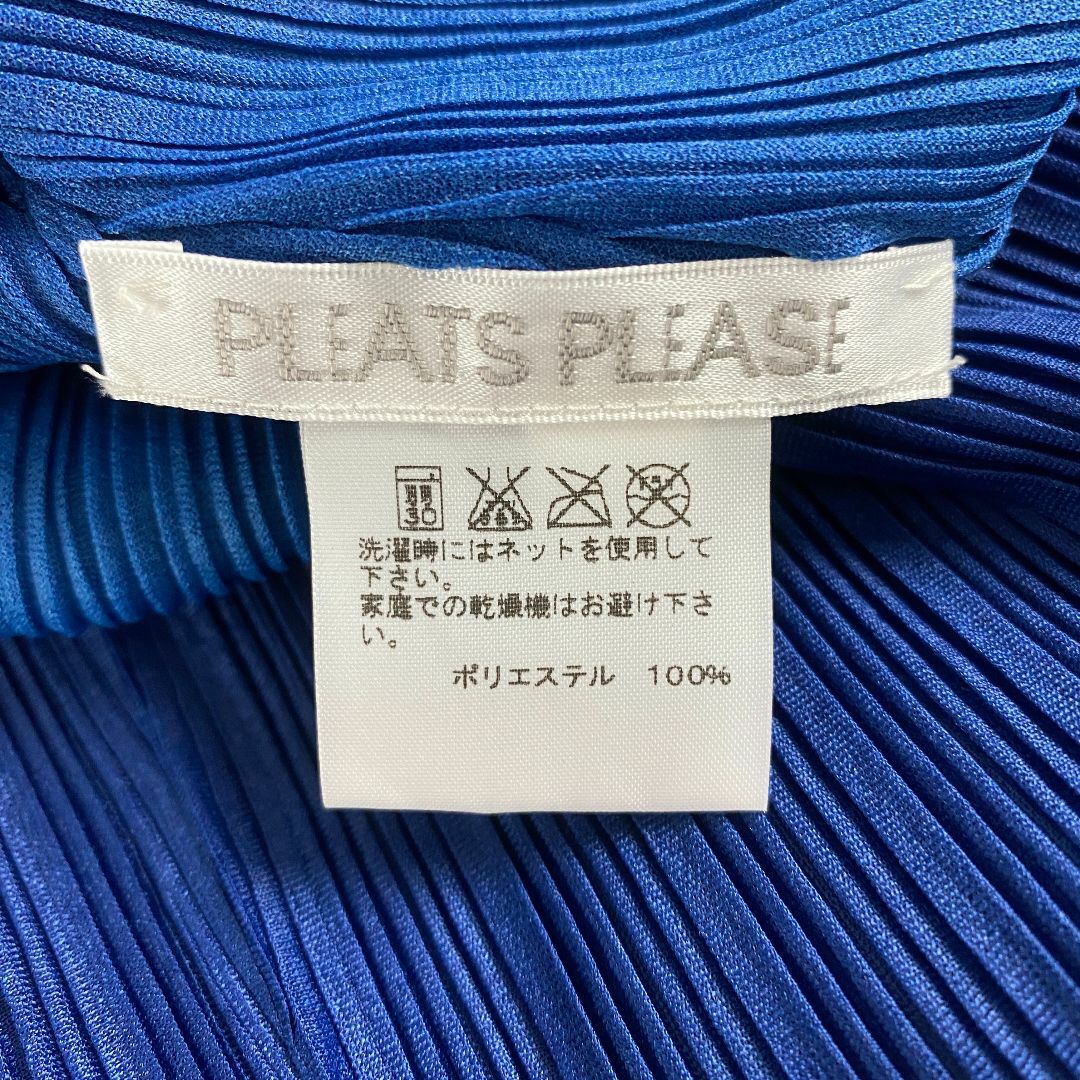 PLEATS PLEASE
30
洗濯時にはネットを使用して
下さい。
家庭での乾燥機はお避け下さ
い。
ポリエステル 100%